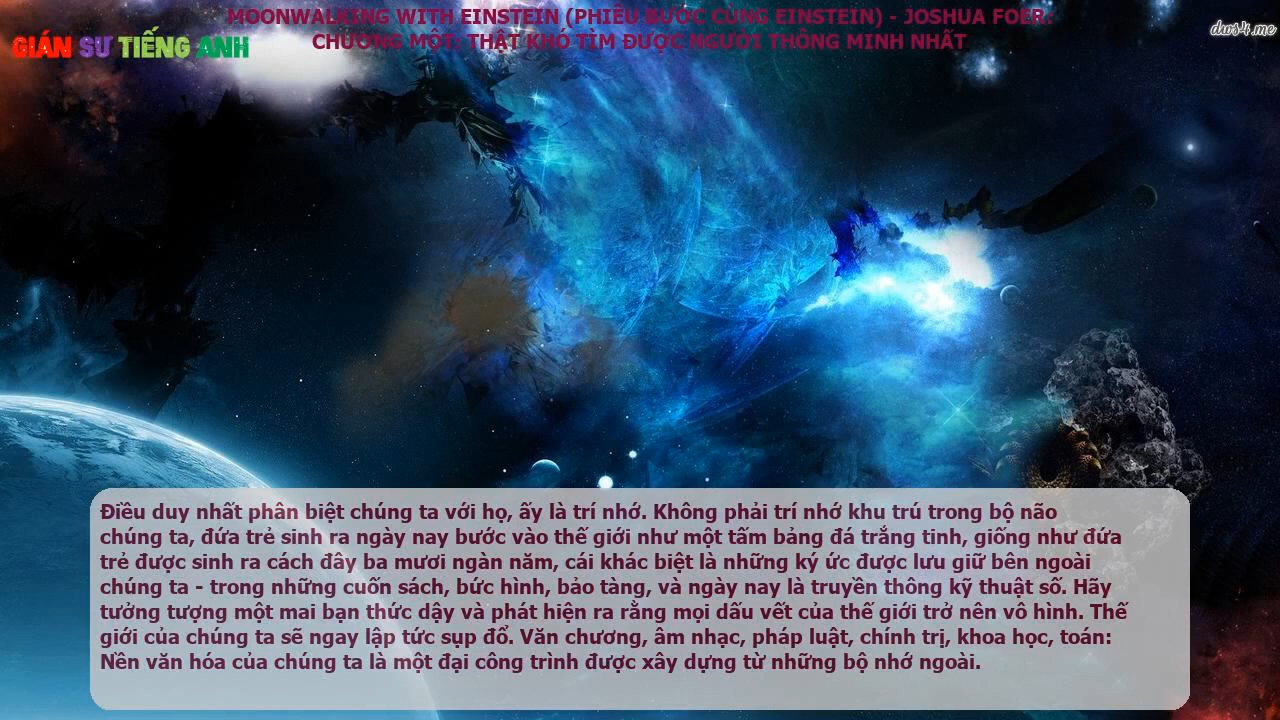 MOONWALKING WITH EINSTEIN (PHIÊU BƯỚC CÙNG EINSTEIN) - JOSHUA FOER:
CHƯƠNG MỘT: THẬT KHÓ TÌM ĐƯỢC NGƯỜI THÔNG MINH NHẤT
GIÁN SƯ TIẾNG ANH
dws4.me
Điều duy nhất phân biệt chúng ta với họ, ấy là trí nhớ. Không phải trí nhớ khu trú trong bộ não
chúng ta, đứa trẻ sinh ra ngày nay bước vào thế giới như một tấm bảng đá trắng tinh, giống như đứa
trẻ được sinh ra cách đây ba mươi ngàn năm, cái khác biệt là những ký ức được lưu giữ bên ngoài
chúng ta - trong những cuốn sách, bức hình, bảo tàng, và ngày nay là truyền thông kỹ thuật số. Hãy
tưởng tượng một mai bạn thức dậy và phát hiện ra rằng mọi dấu vết của thế giới trở nên vô hình. Thế
giới của chúng ta sẽ ngay lập tức sụp đổ. Văn chương, âm nhạc, pháp luật, chính trị, khoa học, toán:
Nền văn hóa của chúng ta là một đại công trình được xây dựng từ những bộ nhớ ngoài.